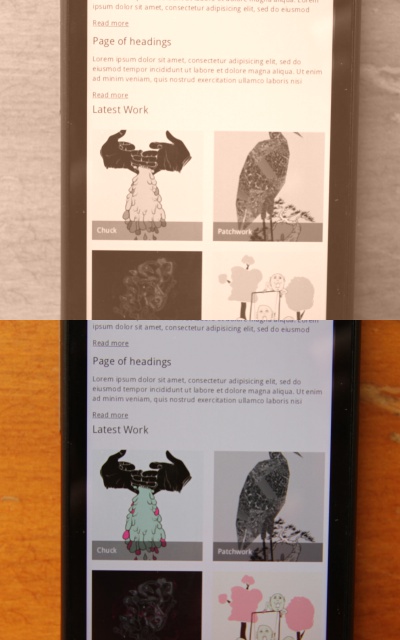 ipsum dolor sit amet, consectetur adipisicing elit, sed do eiusmod
Read more
Page of headings
Lorem ipsum dolor sit amet, consectetur adipisicing elit, sed do
eiusmod tempor incididunt ut labore et dolore magna aliqua. Ut enim
ad minim veniam, quis nostrud exercitation ullamco laboris nisi
Read more
Latest Work
Chuck
Patchwork
ipsum dolor sit amet, consectetur adipisicing elit, sed do eiusmod
Read more
Page of headings
Lorem ipsum dolor sit amet, consectetur adipisicing elit, sed do
eiusmod tempor incididunt ut labore et dolore magna aliqua. Ut enim
ad minim veniam, quis nostrud exercitation ullamco laboris nisi
Read more
Latest Work
Chuck
Patchwork